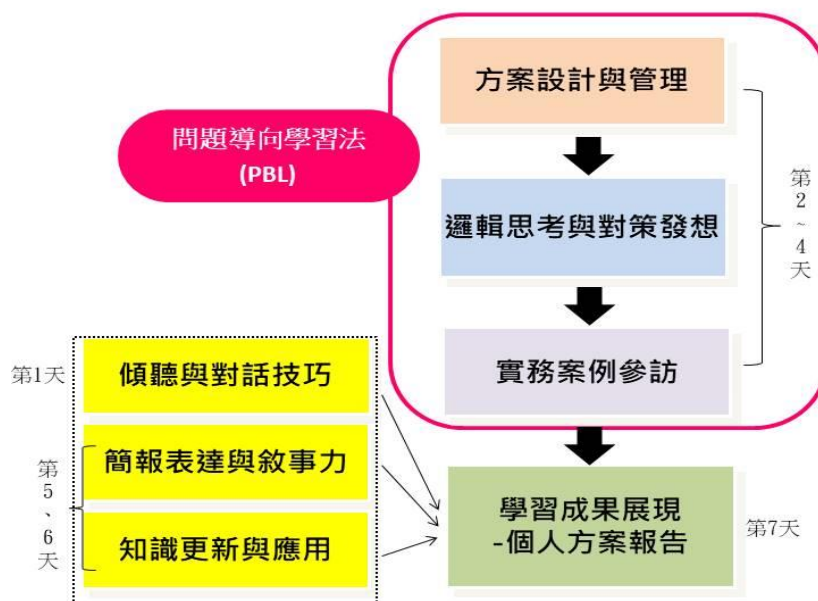 方案設計與管理
問題導向學習法
(PBL)
邏輯思考與對策發想
第2~4天
實務案例參訪
第1天
傾聽與對話技巧
簡報表達與敘事力
第5、6天
知識更新與應用
學習成果展現
-個人方案報告
第7天